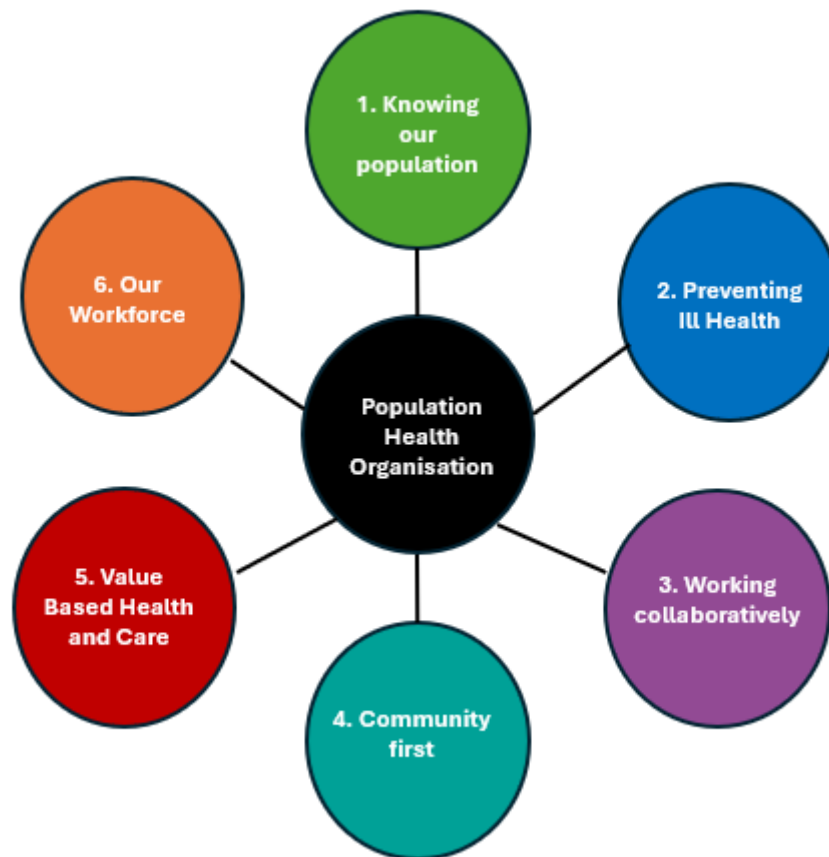 1. Knowing
our
population
2. Preventing
Ill Health
3. Working
collaboratively
4. Community
first
5. Value
Based Health
and Care
6. Our
Workforce
Population
Health
Organisation